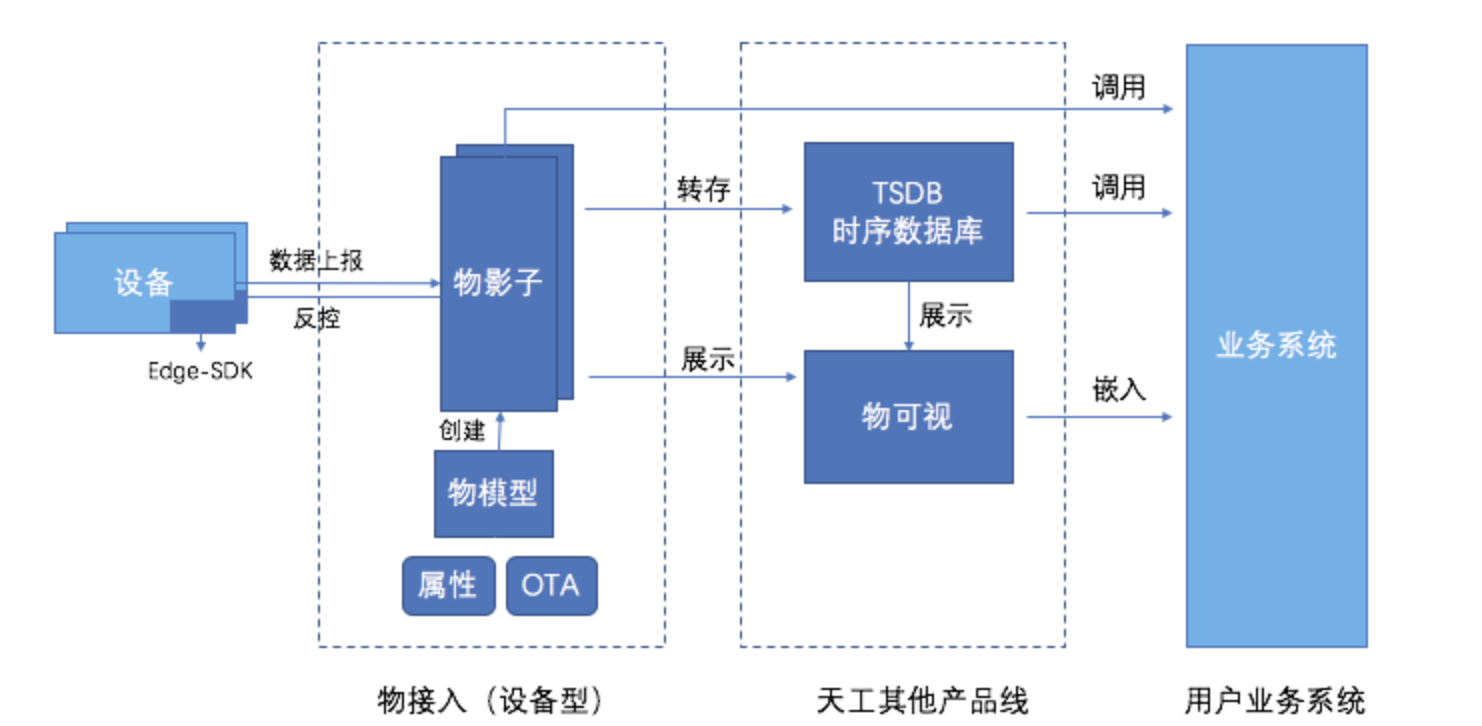 调用
转存
TSDB
时序数据库
调用
设备
数据上报
反控
Edge-SDK
物影子
展示
展示
物可视
嵌入
业务系统
创建
物模型
属性
OTA
物接入（设备型）
天工其他产品线
用户业务系统